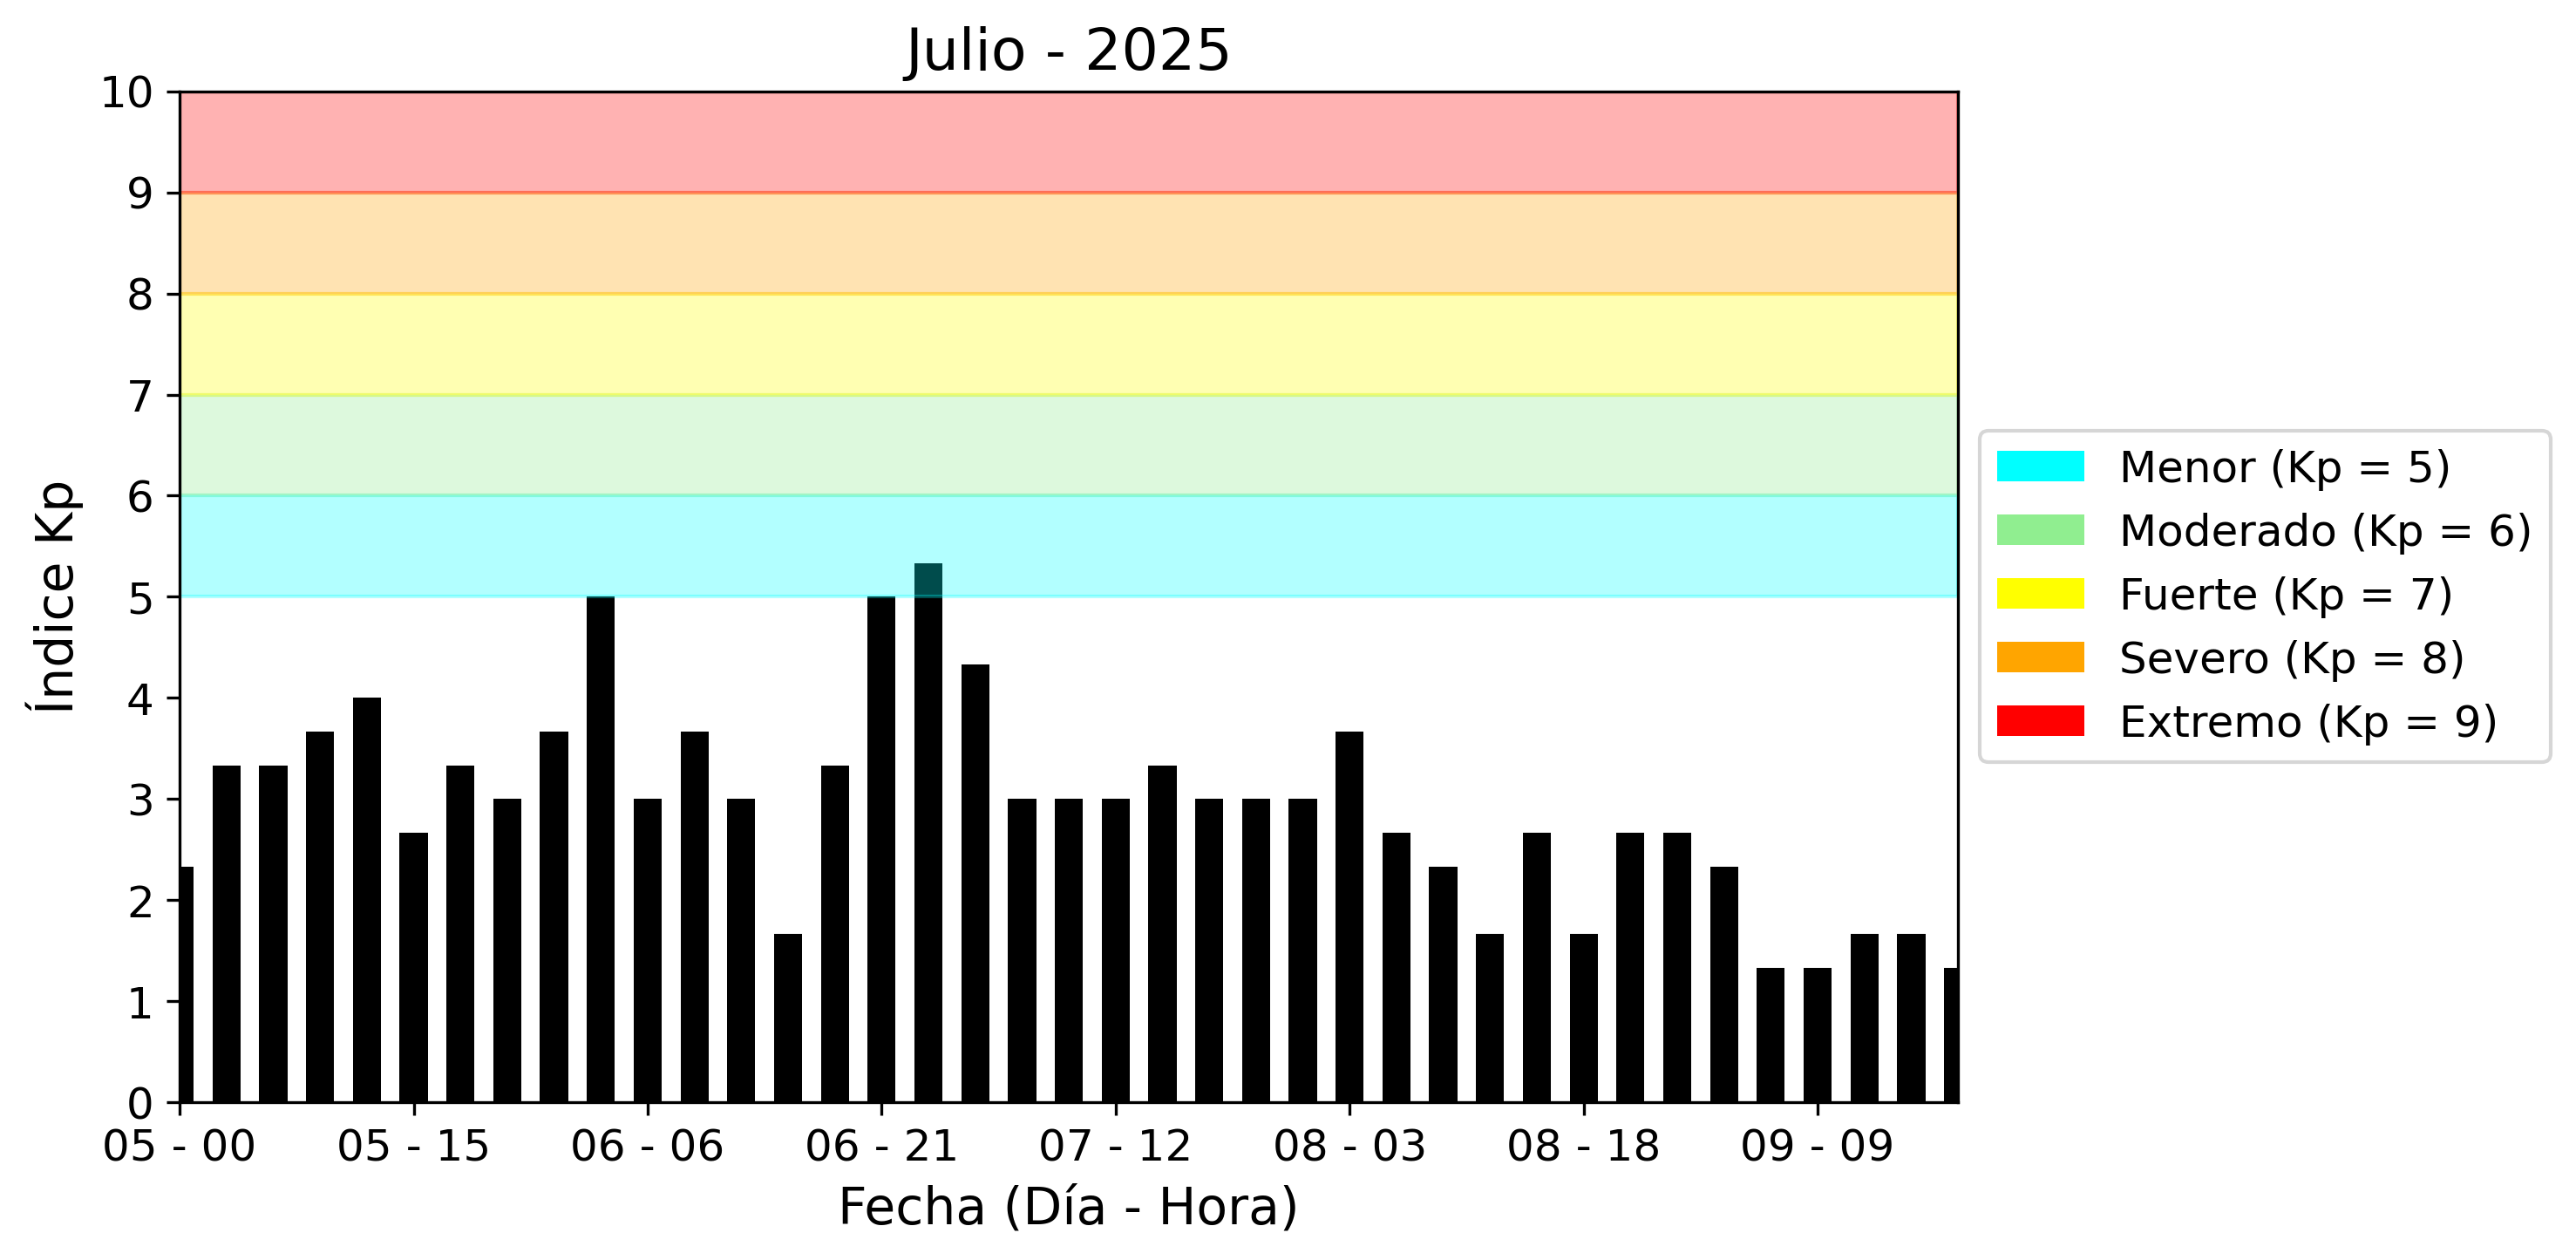 Julio - 2025
10
9
8
7
6
5
4
3
2
1
0
Índice Kp
05 - 00
05 - 15
06 - 06
06 - 21
07 - 12
08 - 03
08 - 18
09 - 09
Fecha (Día - Hora)
Menor (Kp = 5)
Moderado (Kp = 6)
Fuerte (Kp = 7)
Severo (Kp = 8)
Extremo (Kp = 9)